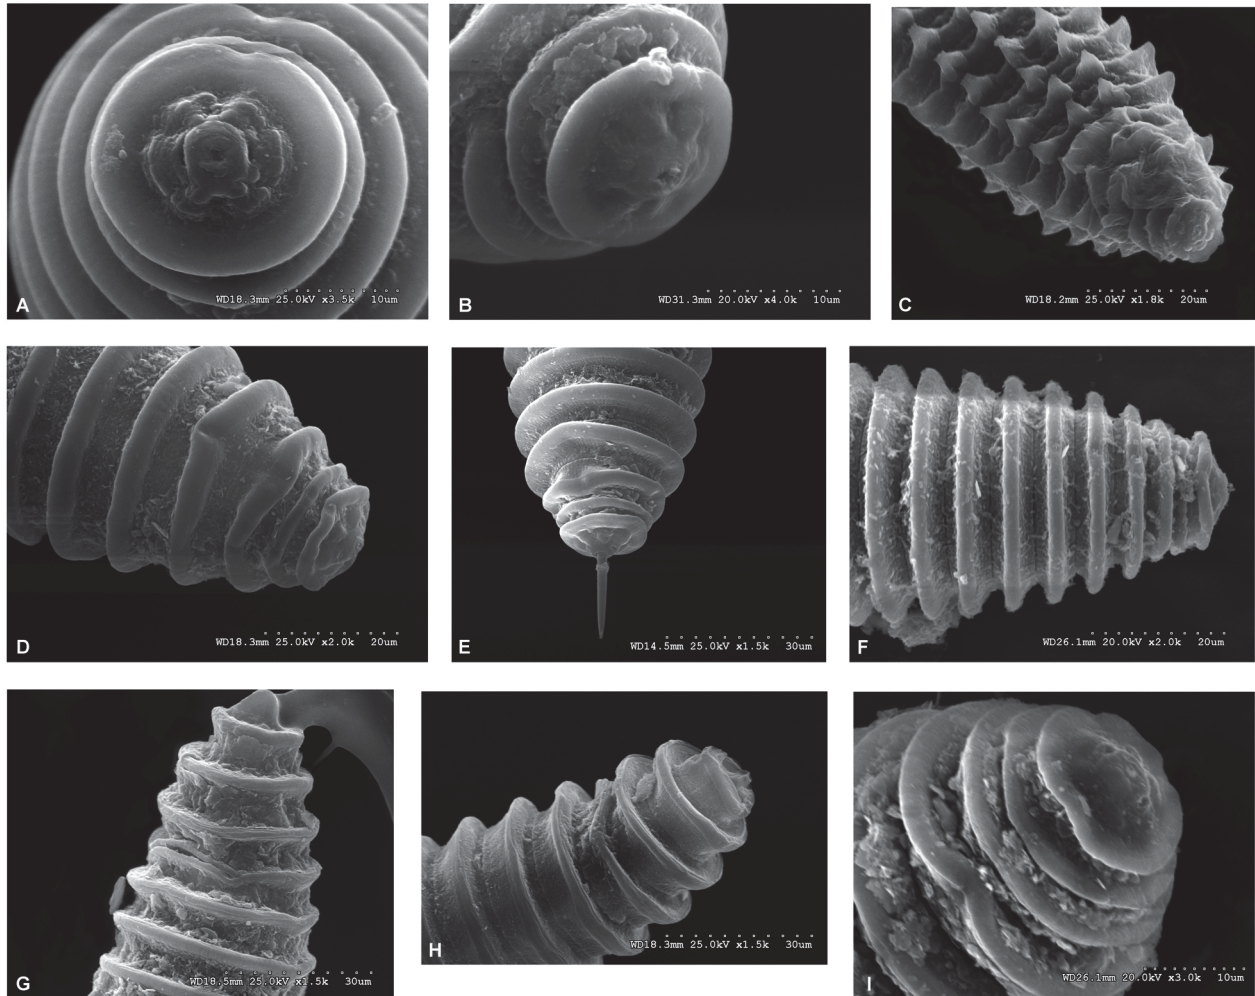 WD18.3mm 25.0kV x3.5k 10um
A
WD31.3mm 20.0kV x4.0k 10um
B
WD18.2mm 25.0kV x1.8k 20um
C
WD18.3mm 25.0kV x2.0k 20um
D
WD14.5mm 25.0kV x1.5k 30um
E
WD26.1mm 20.0kV x2.0k 20um
F
WD18.5mm 25.0kV x1.5k 30um
G
WD18.3mm 25.0kV x1.5k 30um
H
WD26.1mm 20.0kV x3.0k 10um
I